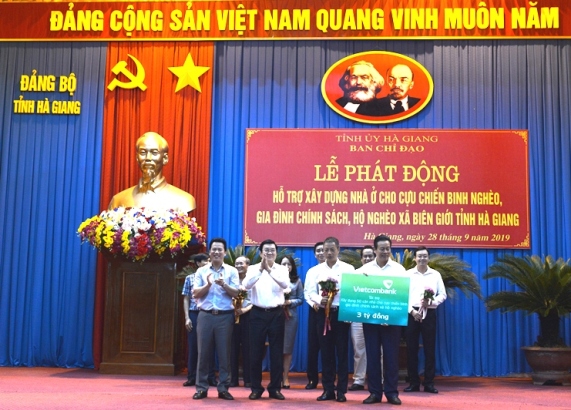 ĐẢNG CỘNG SẢN VIỆT NAM QUANG VINH MUÔN NĂM
ĐẢNG BỘ
TỈNH HÀ GIANG
TỈNH ỦY HÀ GIANG
BAN CHỈ ĐẠO
LỄ PHÁT ĐỘNG
HỖ TRỢ XÂY DỰNG NHÀ Ở CHO CỰU CHIẾN BINH NGHÈO,
GIA ĐÌNH CHÍNH SÁCH, HỘ NGHÈO XÃ BIÊN GIỚI TỈNH HÀ GIANG
Hà Giang, ngày 28 tháng 9 năm 2019
Vietcombank
3 tỷ đồng